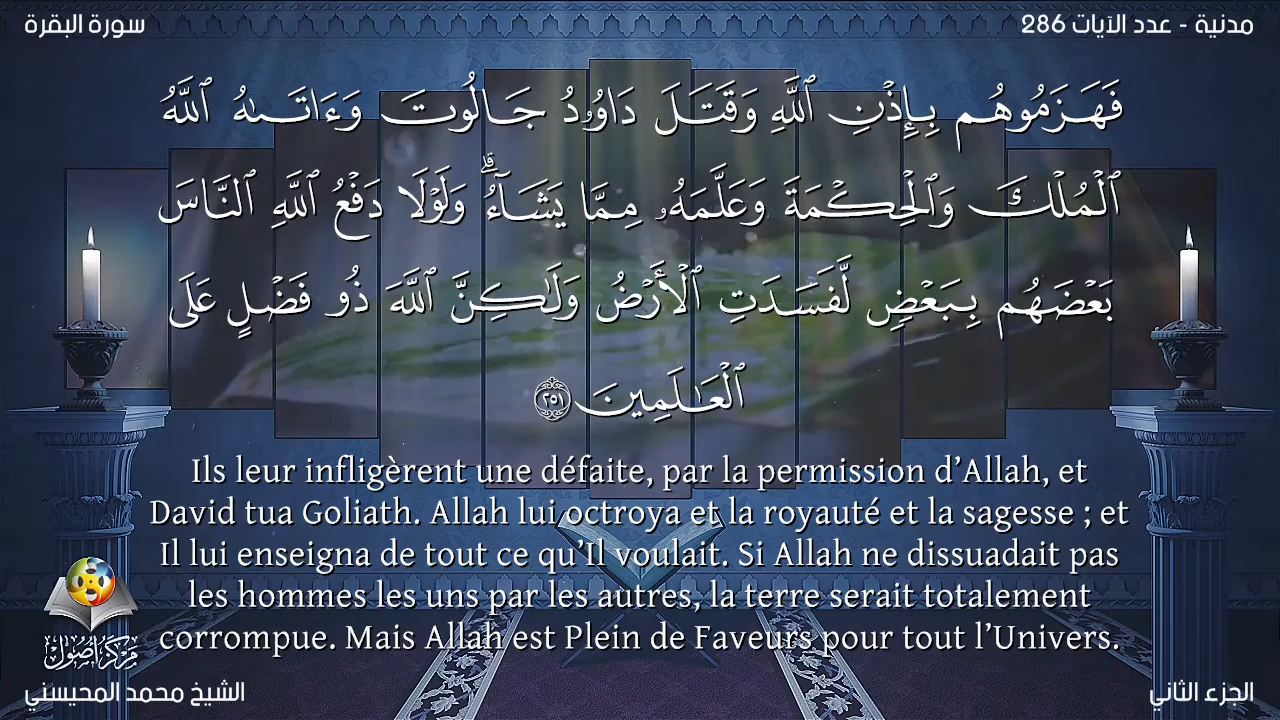 مدنية - عدد الآيات 286
سورة البقرة
فَهَزَمُوهُم بِإِذْنِ ٱللَّهِ وَقَتَلَ دَاوُۥدُ جَالُوتَ وَءَاتَىٰهُ ٱللَّهُ
ٱلْمُلْكَ وَٱلْحِكْمَةَ وَعَلَّمَهُۥ مِمَّا يَشَآءُۗ وَلَوْلَا دَفْعُ ٱللَّهِ ٱلنَّاسَ
بَعْضَهُم بِبَعْضٍ لَّفَسَدَتِ ٱلْأَرْضُ وَلَٰكِنَّ ٱللَّهَ ذُو فَضْلٍ عَلَى
ٱلْعَٰلَمِينَ ٢٥١
Ils leur infligèrent une défaite, par la permission d’Allah, et
David tua Goliath. Allah lui octroya et la royauté et la sagesse ; et
Il lui enseigna de tout ce qu’Il voulait. Si Allah ne dissuadait pas
les hommes les uns par les autres, la terre serait totalement
corrompue. Mais Allah est Plein de Faveurs pour tout l’Univers.
مركز أصول
الجزء الثاني
الشيخ محمد المحيسني